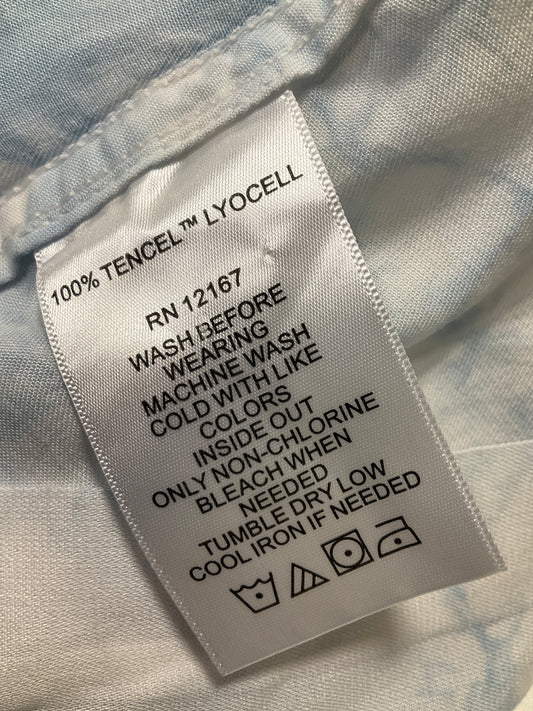 100% TENCEL™ LYOCELL
RN 12167
WASH BEFORE
WEARING
MACHINE WASH
COLD WITH LIKE
COLORS
INSIDE OUT
ONLY NON-CHLORINE
BLEACH WHEN
NEEDED
TUMBLE DRY LOW
COOL IRON IF NEEDED